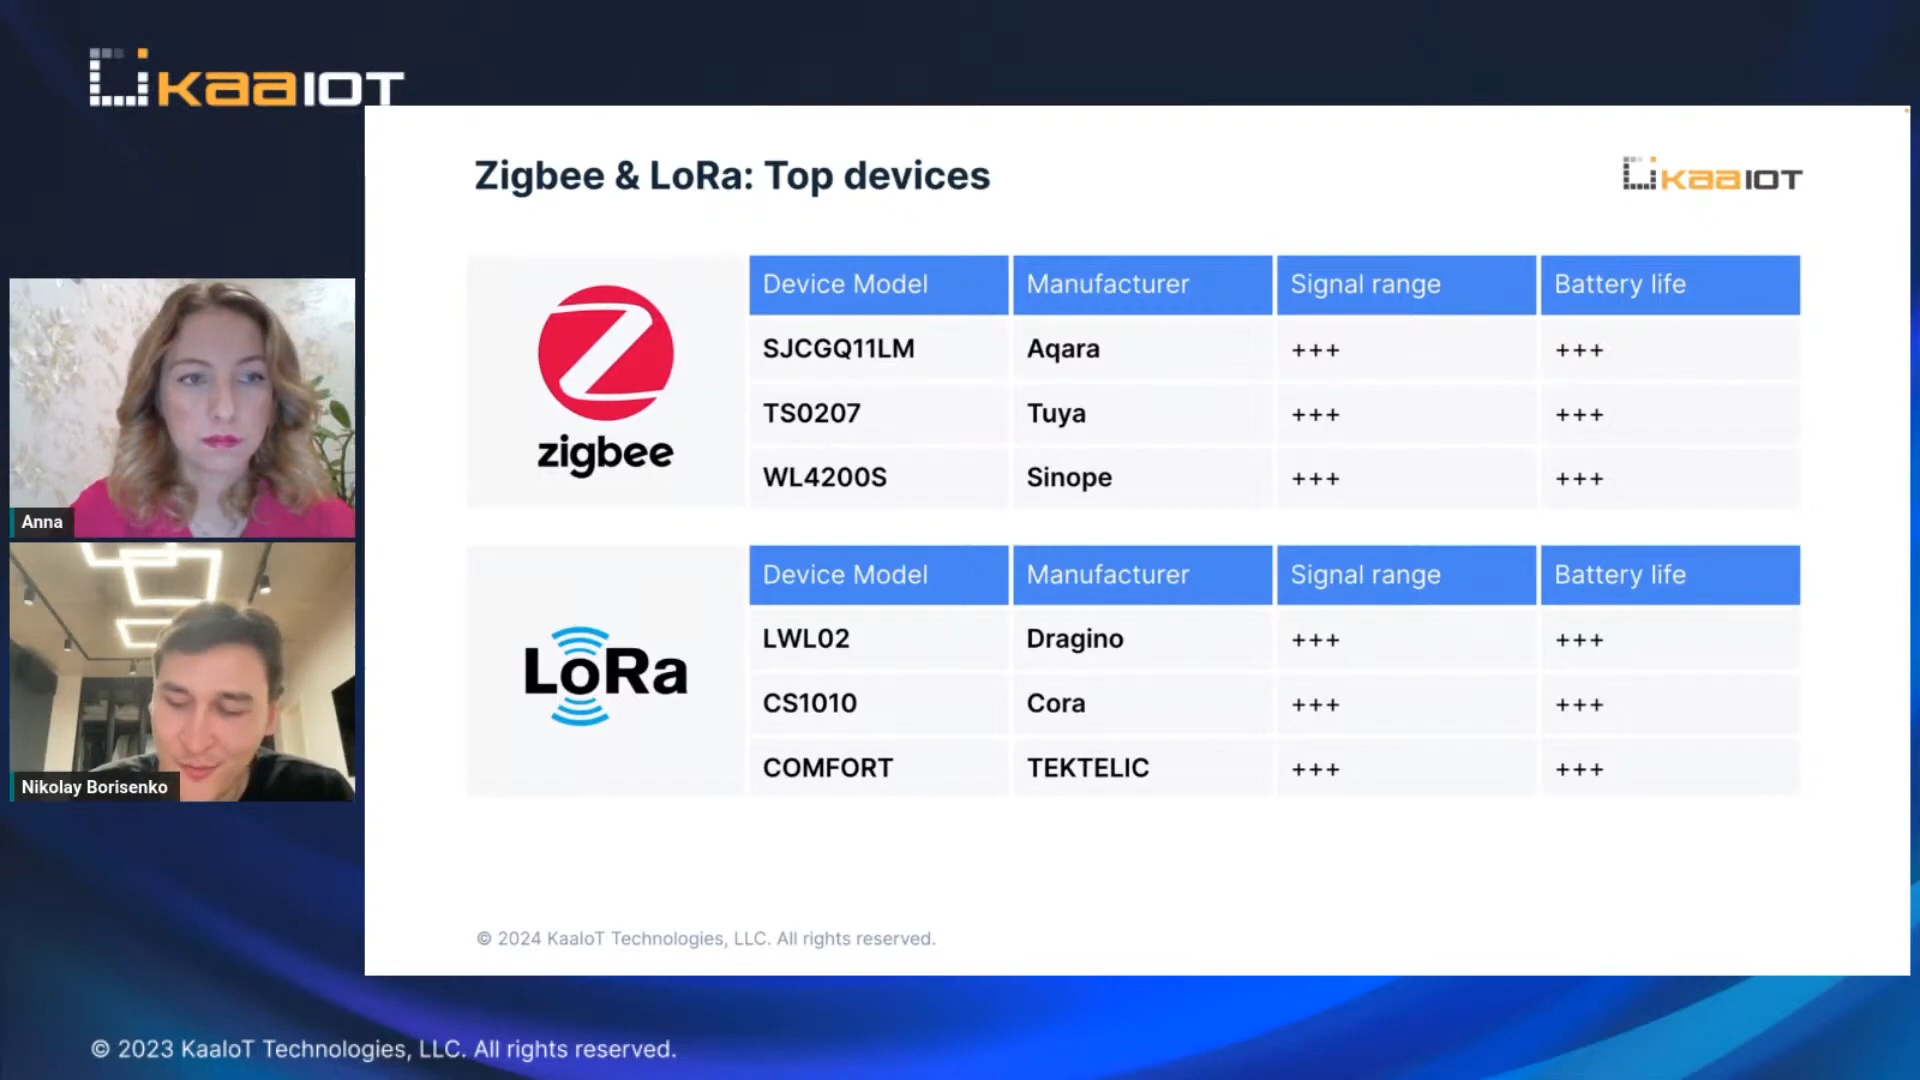 kaaIOT
Zigbee & LoRa: Top devices
kaaIOT
zigbee
Device Model Manufacturer Signal range Battery life
SJCGQ11LM Aqara +++ +++
TS0207 Tuya +++ +++
WL4200S Sinope +++ +++
LoRa
Device Model Manufacturer Signal range Battery life
LWL02 Dragino +++ +++
CS1010 Cora +++ +++
COMFORT TEKTELIC +++ +++
Anna
Nikolay Borisenko
© 2024 KaaIoT Technologies, LLC. All rights reserved.
© 2023 KaaIoT Technologies, LLC. All rights reserved.